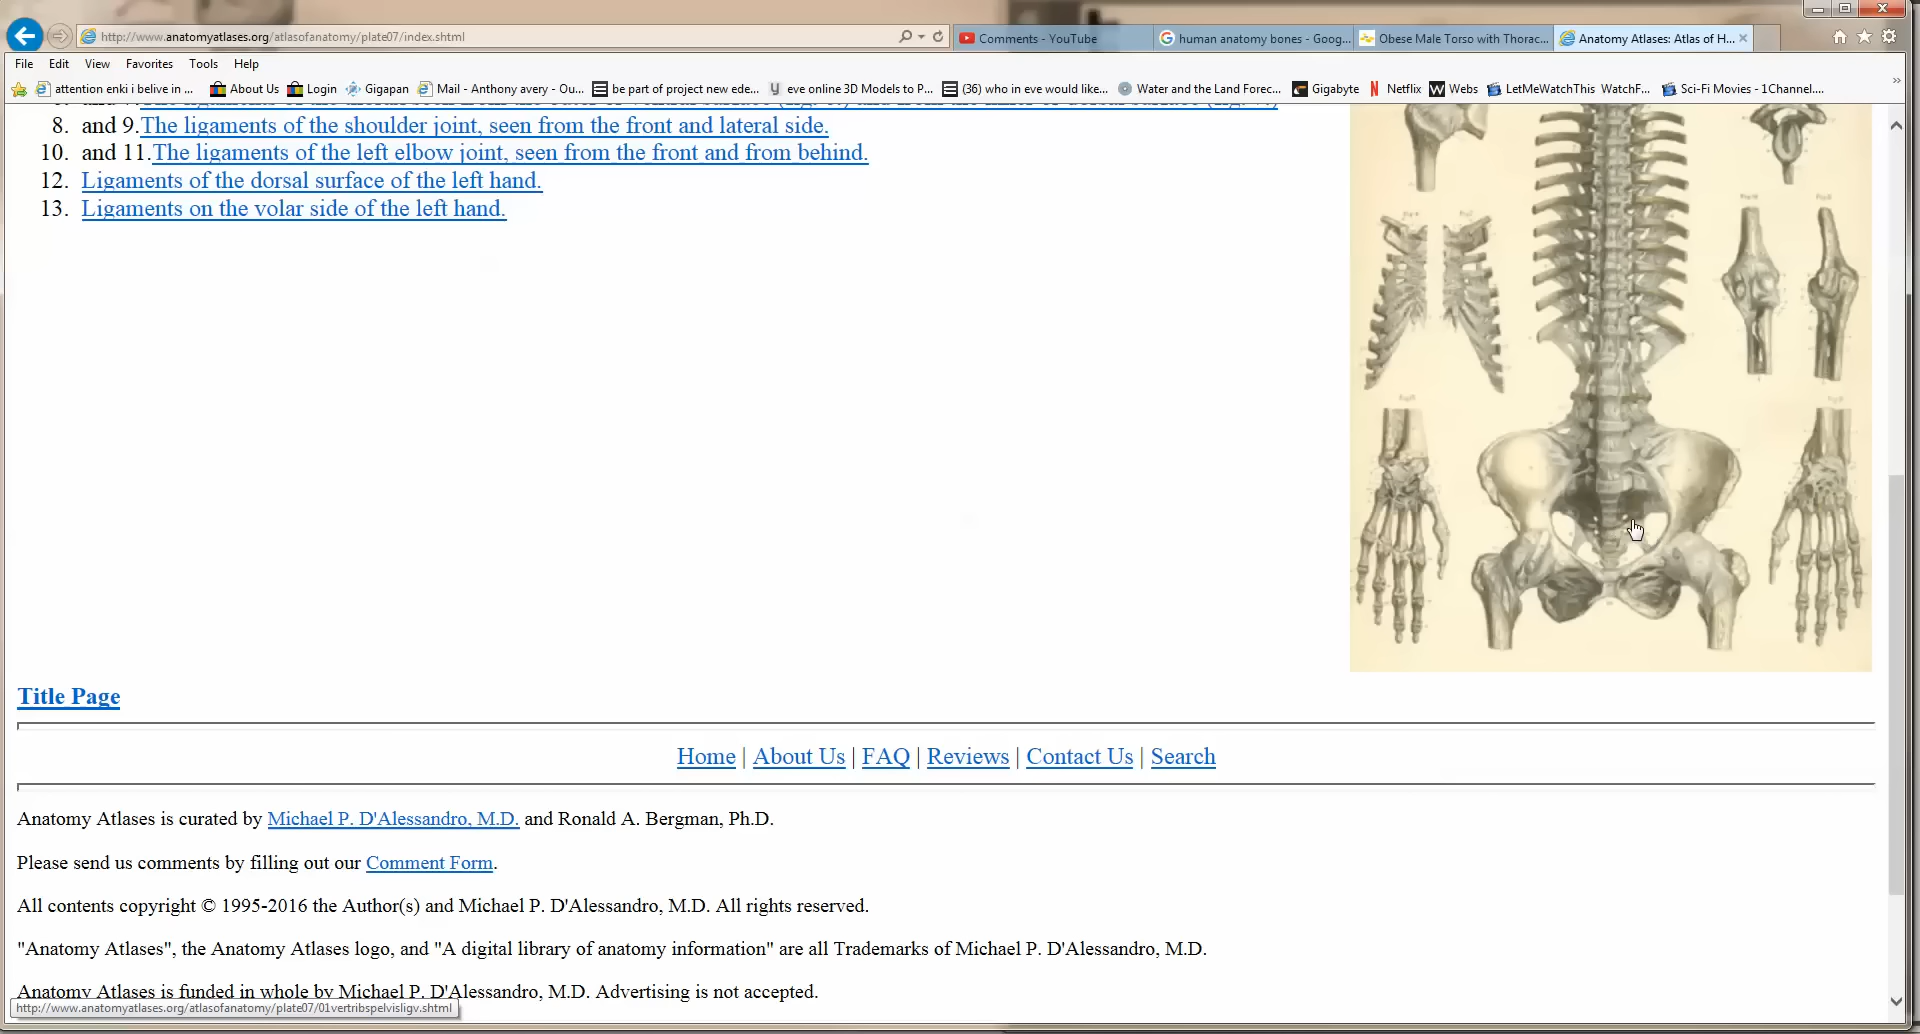 http://www.anatomyatlases.org/atlasofanatomy/plate07/index.shtml
Comments - YouTube
human anatomy bones - Goog...
Obese Male Torso with Thorac...
Anatomy Atlases: Atlas of H...
File Edit View Favorites Tools Help
attention enki i belive in ... About Us Login Gigapan Mail - Anthony avery - Ou... be part of project new ede... eve online 3D Models to P... (36) who in eve would like... Water and the Land Forec... Gigabyte Netflix Webs LetMeWatchThis WatchF... Sci-Fi Movies - 1Channel....
8. and 9.The ligaments of the shoulder joint, seen from the front and lateral side.
10. and 11.The ligaments of the left elbow joint, seen from the front and from behind.
12. Ligaments of the dorsal surface of the left hand.
13. Ligaments on the volar side of the left hand.
Title Page
Home | About Us | FAQ | Reviews | Contact Us | Search
Anatomy Atlases is curated by Michael P. D'Alessandro, M.D. and Ronald A. Bergman, Ph.D.
Please send us comments by filling out our Comment Form.
All contents copyright © 1995-2016 the Author(s) and Michael P. D'Alessandro, M.D. All rights reserved.
"Anatomy Atlases", the Anatomy Atlases logo, and "A digital library of anatomy information" are all Trademarks of Michael P. D'Alessandro, M.D.
Anatomy Atlases is funded in whole by Michael P. D'Alessandro, M.D. Advertising is not accepted.
http://www.anatomyatlases.org/atlasofanatomy/plate07/01vertribspelvisligv.shtml